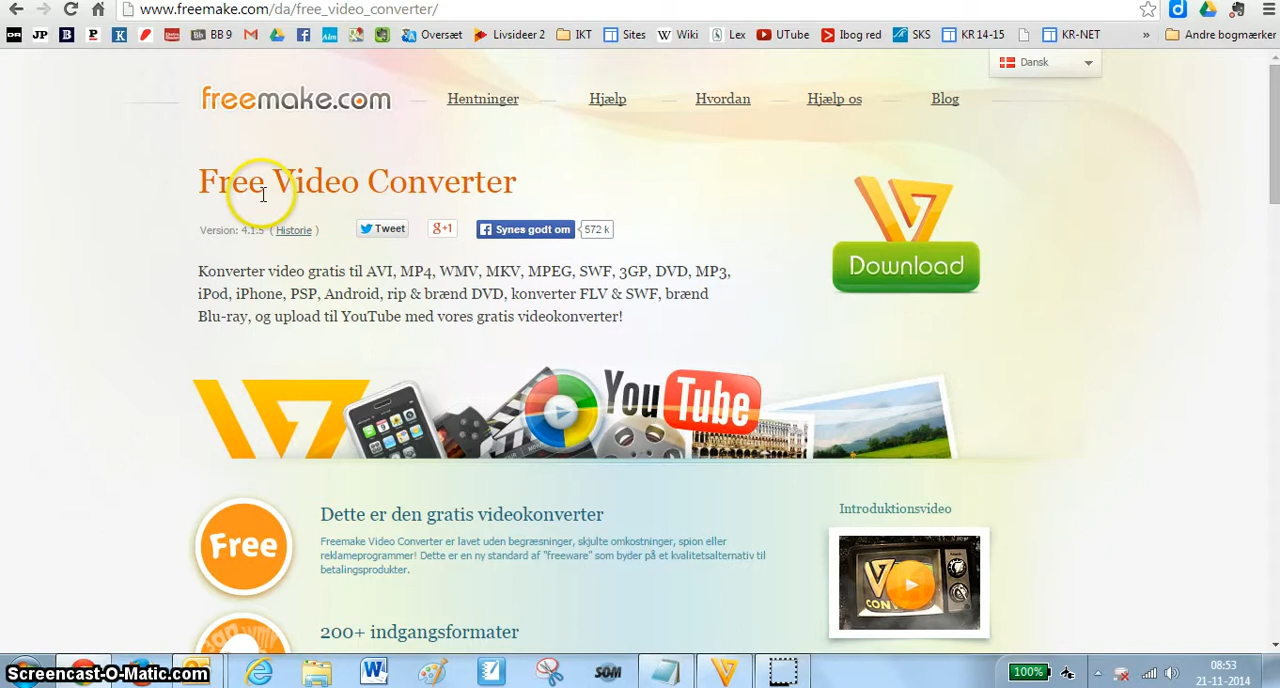 www.freemake.com/da/free_video_converter/
DR JP B P K BB 9 Oversæt Livsideer 2 IKT Sites W Wiki Lex UTube Ibog rec SKS KR 14-15 KR-NET » Andre bogmærker
Dansk
freemake.com Hentninger Hjælp Hvordan Hjælp os Blog
Free Video Converter
Version: 4.1.5 ( Historie ) Tweet g+1 Synes godt om 572 k
Download
Konverter video gratis til AVI, MP4, WMV, MKV, MPEG, SWF, 3GP, DVD, MP3,
iPod, iPhone, PSP, Android, rip & brænd DVD, konverter FLV & SWF, brænd
Blu-ray, og upload til YouTube med vores gratis videokonverter!
YouTube
Dette er den gratis videokonverter
Introduktionsvideo
Free
Freemake Video Converter er lavet uden begræsninger, skjulte omkostninger, spion eller
reklameprogrammer! Dette er en ny standard af "freeware" som byder på et kvalitetsalternativ til
betalingsprodukter.
CON
200+ indgangsformater
SOM
100%
08:53
21-11-2014
Screencast-O-Matic.com